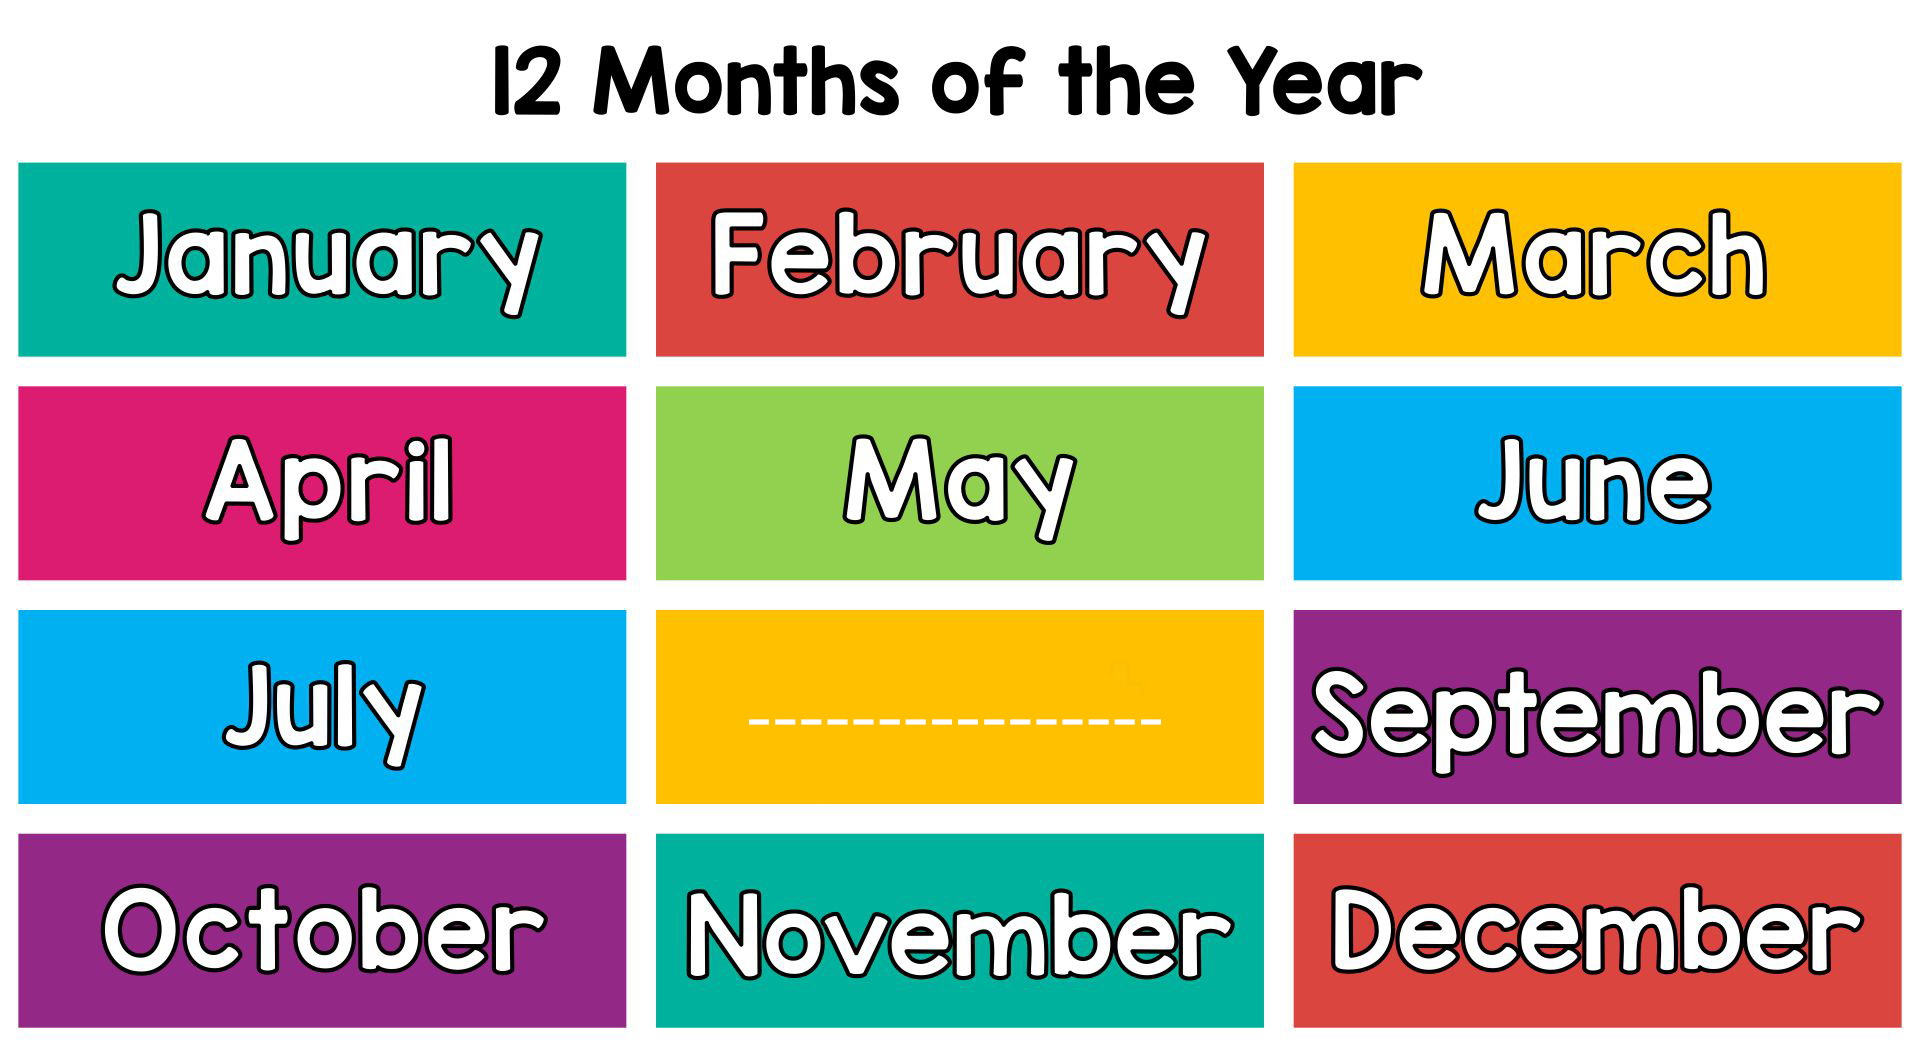 12 Months of the Year
January
February
March
April
May
June
July
----------------
September
October
November
December